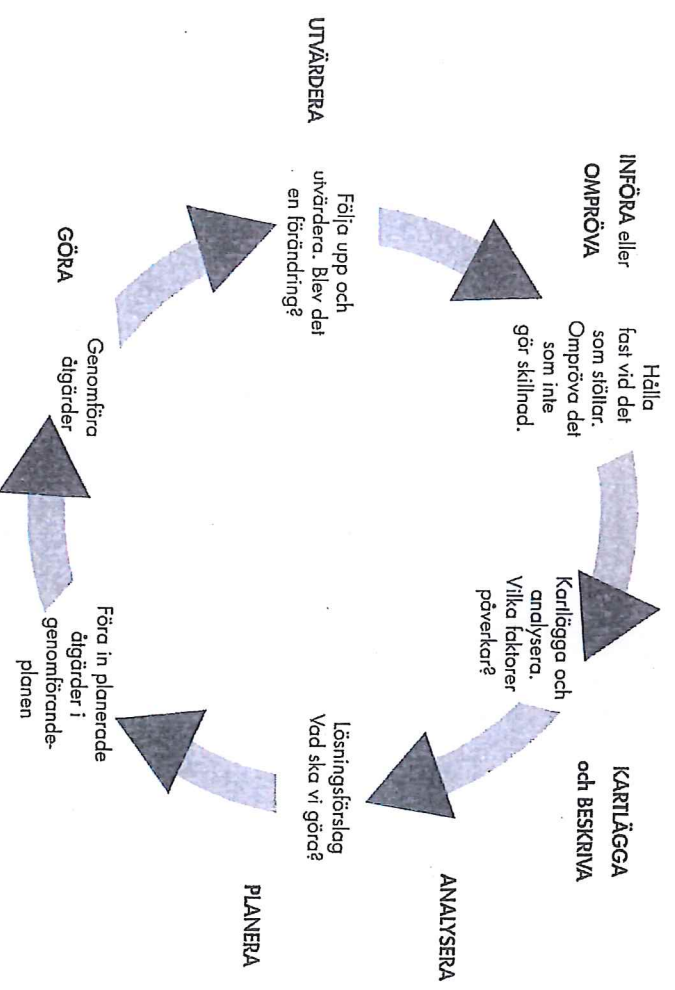 INFÖRA eller
OMPRÖVA
Hålla
fast vid det
som stöttar.
Ompröva det
som inte
gör skillnad.
KARTLÄGGA
och BESKRIVA
Kartlägga och
analysera.
Vilka faktorer
påverkar?
ANALYSERA
Lösningsförslag
Vad ska vi göra?
PLANERA
Föra in planerade
åtgärder i
genomförande-
planen
GÖRA
Genomföra
åtgärder
UTVÄRDERA
Följa upp och
utvärdera. Blev det
en förändring?